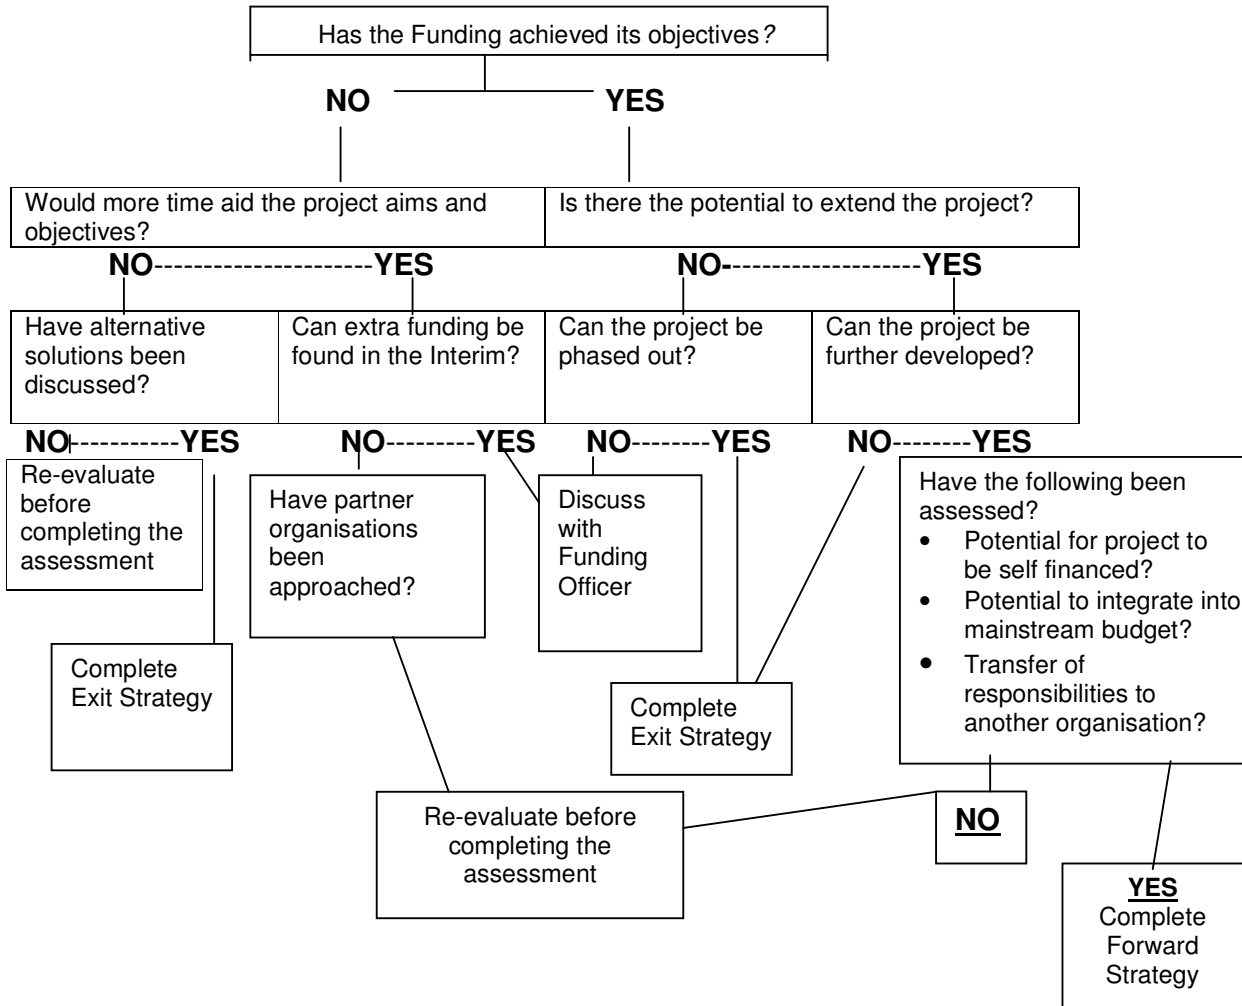 Has the Funding achieved its objectives?
NO YES
Would more time aid the project aims and
objectives?
Is there the potential to extend the project?
NO----------------------YES
NO--------------------YES
Have alternative
solutions been
discussed?
Can extra funding be
found in the Interim?
Can the project be
phased out?
Can the project be
further developed?
NO-----------YES
NO---------YES
NO--------YES
NO--------YES
Re-evaluate
before
completing the
assessment
Have partner
organisations
been
approached?
Discuss
with
Funding
Officer
Have the following been
assessed?
• Potential for project to
be self financed?
• Potential to integrate into
mainstream budget?
• Transfer of
responsibilities to
another organisation?
Complete
Exit Strategy
Complete
Exit Strategy
Re-evaluate before
completing the
assessment
NO
YES
Complete
Forward
Strategy